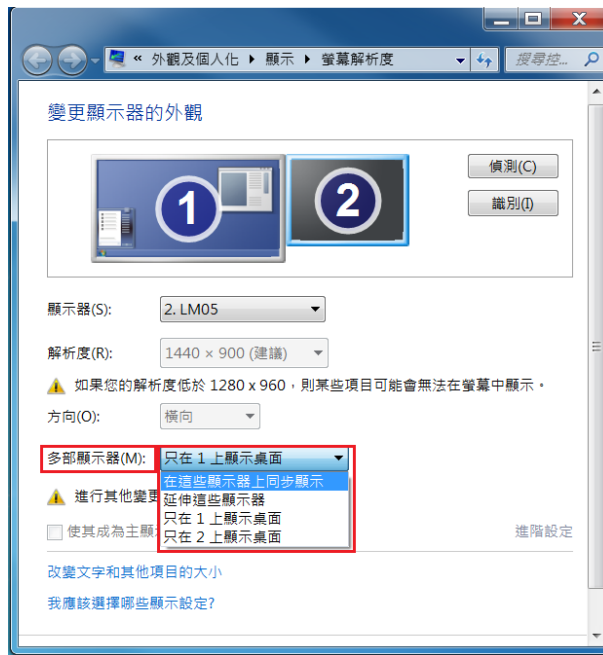 « 外觀及個人化 ▸ 顯示 ▸ 螢幕解析度
搜尋控...
變更顯示器的外觀
1
2
偵測(C)
識別(I)
顯示器(S): 2. LM05
解析度(R): 1440 × 900 (建議)
如果您的解析度低於 1280 x 960，則某些項目可能會無法在螢幕中顯示。
方向(O): 橫向
多部顯示器(M): 只在 1 上顯示桌面
在這些顯示器上同步顯示
進行其他變更
延伸這些顯示器
只在 1 上顯示桌面
使其成為主顯
只在 2 上顯示桌面
進階設定
改變文字和其他項目的大小
我應該選擇哪些顯示設定?